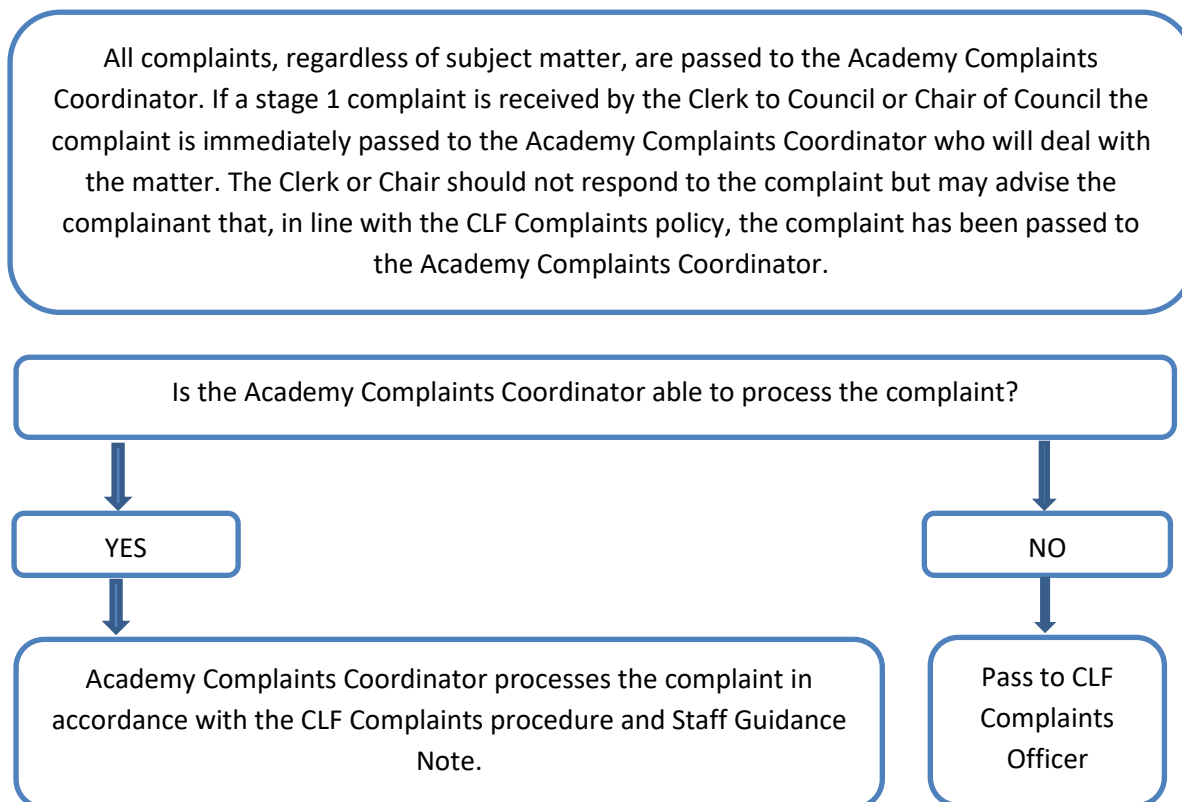 All complaints, regardless of subject matter, are passed to the Academy Complaints
Coordinator. If a stage 1 complaint is received by the Clerk to Council or Chair of Council the
complaint is immediately passed to the Academy Complaints Coordinator who will deal with
the matter. The Clerk or Chair should not respond to the complaint but may advise the
complainant that, in line with the CLF Complaints policy, the complaint has been passed to
the Academy Complaints Coordinator.
Is the Academy Complaints Coordinator able to process the complaint?
YES
NO
Academy Complaints Coordinator processes the complaint in
accordance with the CLF Complaints procedure and Staff Guidance
Note.
Pass to CLF
Complaints
Officer